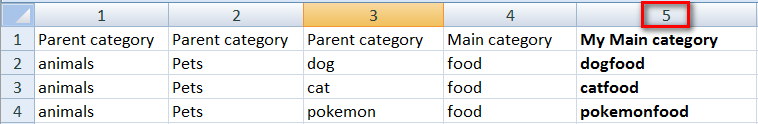 1 2 3 4 5
1 Parent category Parent category Parent category Main category My Main category
2 animals Pets dog food dogfood
3 animals Pets cat food catfood
4 animals Pets pokemon food pokemonfood